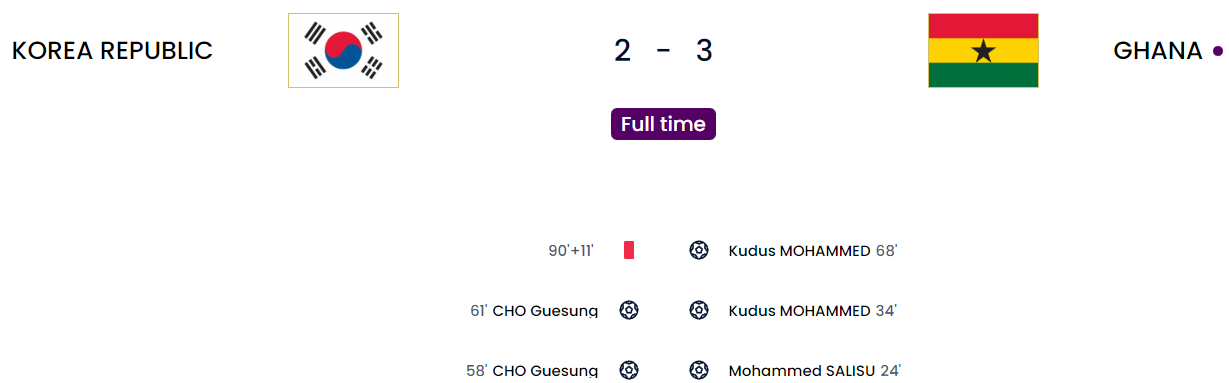 KOREA REPUBLIC 2 - 3 GHANA
Full time
90'+11' Kudus MOHAMMED 68'
61' CHO Guesung Kudus MOHAMMED 34'
58' CHO Guesung Mohammed SALISU 24'